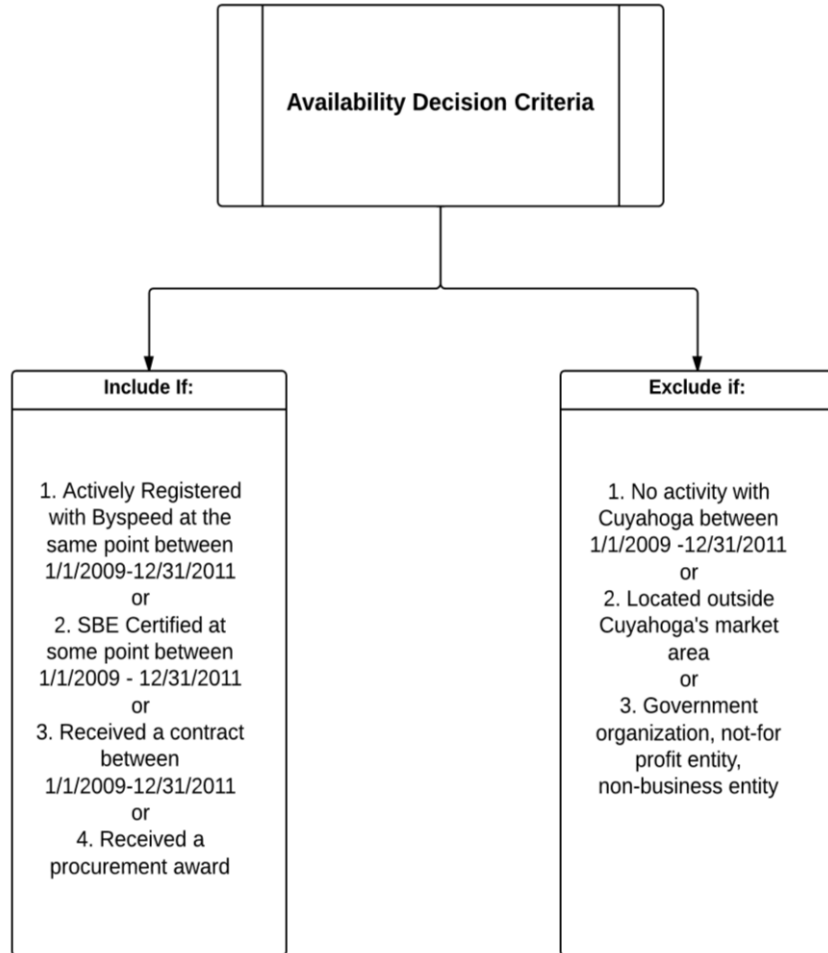 Availability Decision Criteria
Include If:
1. Actively Registered
with Byspeed at the
same point between
1/1/2009-12/31/2011
or
2. SBE Certified at
some point between
1/1/2009 - 12/31/2011
or
3. Received a contract
between
1/1/2009-12/31/2011
or
4. Received a
procurement award
Exclude if:
1. No activity with
Cuyahoga between
1/1/2009 -12/31/2011
or
2. Located outside
Cuyahoga's market
area
or
3. Government
organization, not-for
profit entity,
non-business entity